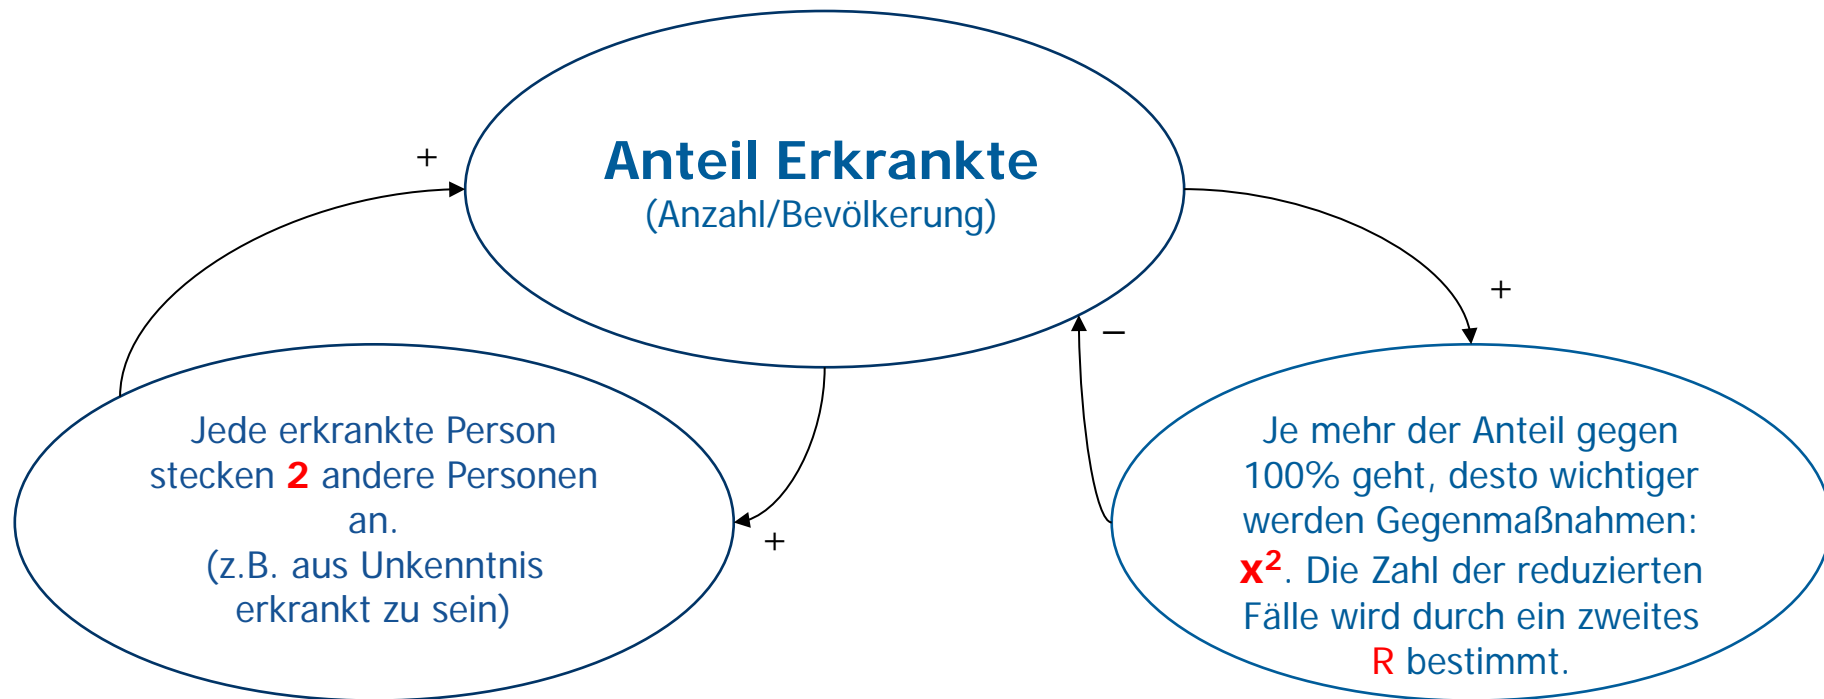 Anteil Erkrankte
(Anzahl/Bevölkerung)
+
+
−
+
Jede erkrankte Person
stecken 2 andere Personen
an.
(z.B. aus Unkenntnis
erkrankt zu sein)
Je mehr der Anteil gegen
100% geht, desto wichtiger
werden Gegenmaßnahmen:
x². Die Zahl der reduzierten
Fälle wird durch ein zweites
R bestimmt.